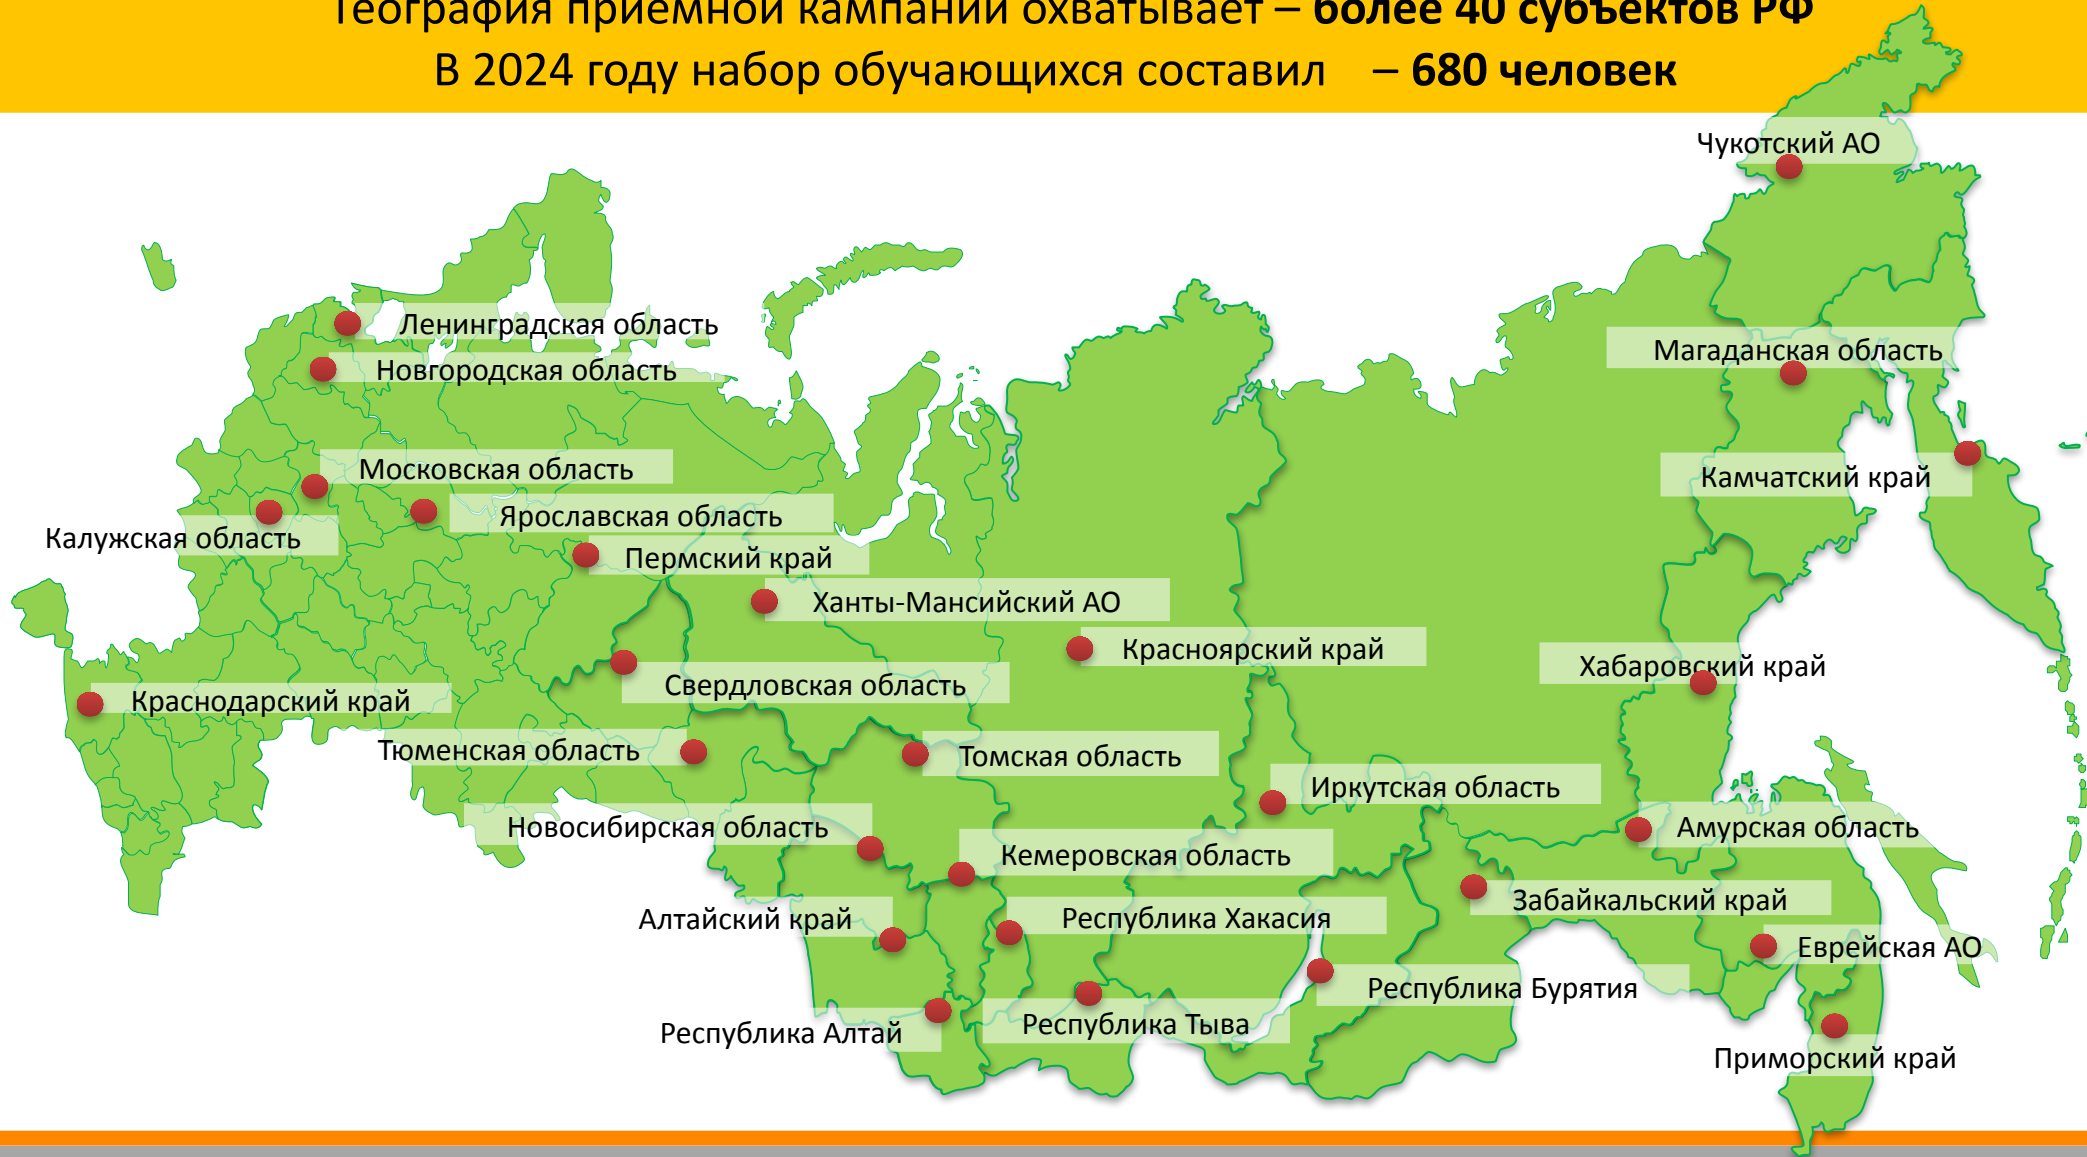 География приемной кампании охватывает – более 40 субъектов РФ
В 2024 году набор обучающихся составил – 680 человек
Чукотский АО
Ленинградская область
Магаданская область
Новгородская область
Московская область
Камчатский край
Ярославская область
Калужская область
Пермский край
Ханты-Мансийский АО
Красноярский край
Хабаровский край
Свердловская область
Краснодарский край
Тюменская область
Томская область
Иркутская область
Новосибирская область
Амурская область
Кемеровская область
Забайкальский край
Алтайский край
Республика Хакасия
Еврейская АО
Республика Бурятия
Республика Тыва
Республика Алтай
Приморский край